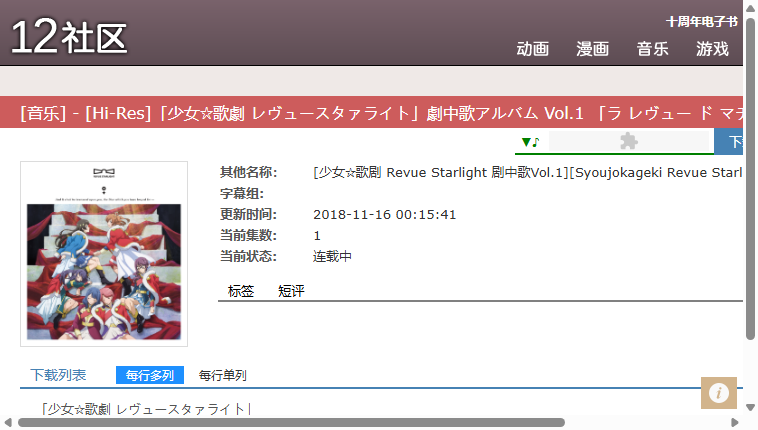 12社区
十周年电子书
动画 漫画 音乐 游戏
[音乐] - [Hi-Res]「少女☆歌劇 レヴュースタァライト」劇中歌アルバム Vol.1 「ラ レヴュー ド マチ
▼♪
其他名称: [少女☆歌剧 Revue Starlight 剧中歌Vol.1][Syoujokageki Revue Starl
字幕组:
更新时间: 2018-11-16 00:15:41
当前集数: 1
当前状态: 连载中
标签 短评
下载列表 每行多列 每行单列
「少女☆歌劇 レヴュースタァライト」